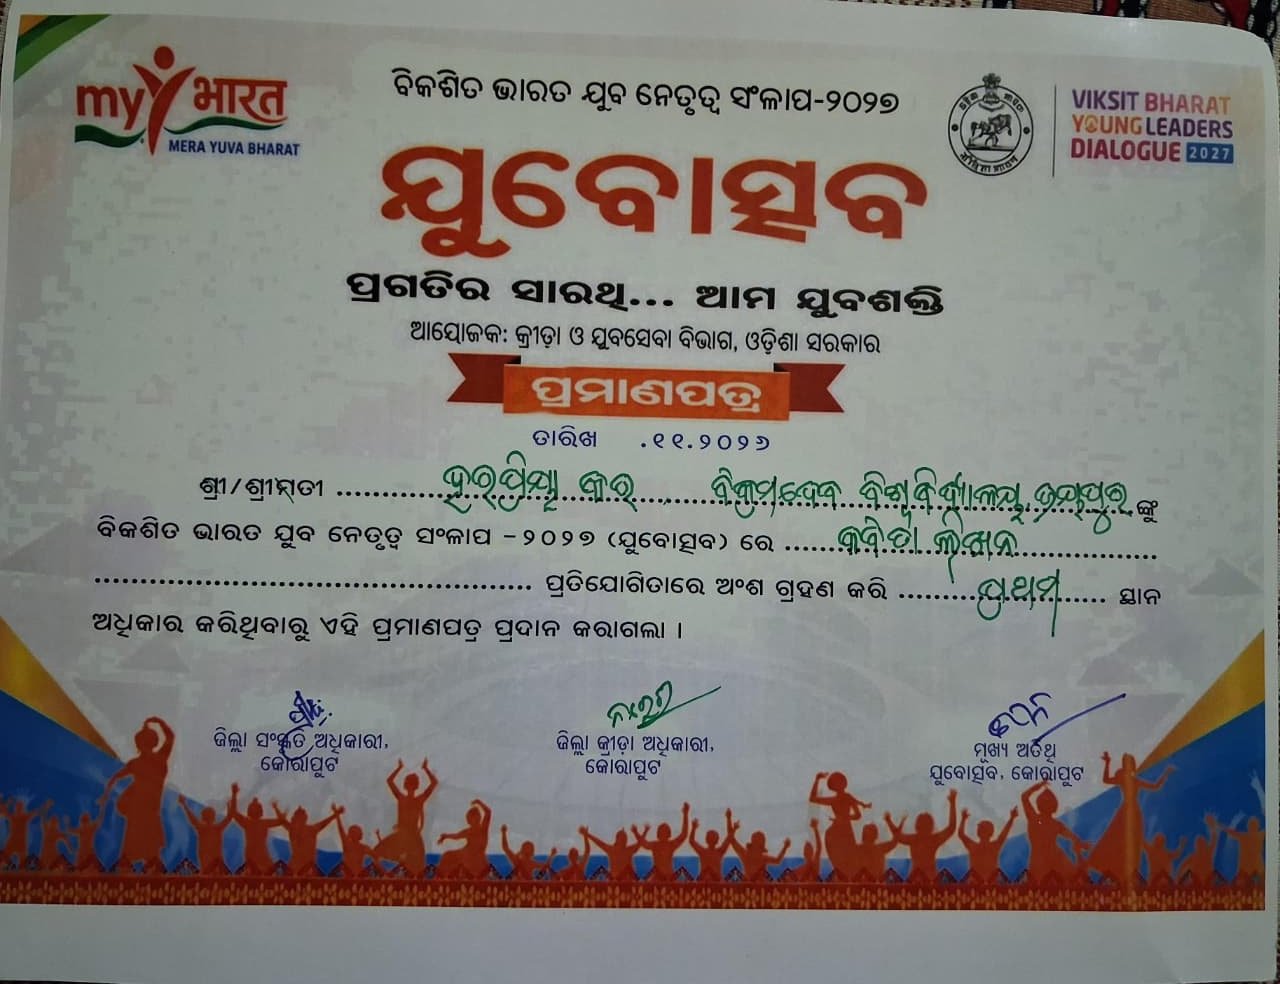 my भारत
MERA YUVA BHARAT
ବିକଶିତ ଭାରତ ଯୁବ ନେତୃତ୍ୱ ସଂଳାପ-୨୦୨୭
VIKSIT BHARAT
YOUNG LEADERS
DIALOGUE 2027
ଯୁବୋତ୍ସବ
ପ୍ରଗତିର ସାରଥି... ଆମ ଯୁବଶକ୍ତି
ଆୟୋଜକ: କ୍ରୀଡ଼ା ଓ ଯୁବସେବା ବିଭାଗ, ଓଡ଼ିଶା ସରକାର
ପ୍ରମାଣପତ୍ର
ତାରିଖ .୧୧.୨୦୨୬
ଶ୍ରୀ/ଶ୍ରୀମତୀ ହରପ୍ରିୟା କର, ବିକ୍ରମଦେବ ବିଶ୍ୱବିଦ୍ୟାଳୟ, ଜୟପୁର ଙ୍କୁ
ବିକଶିତ ଭାରତ ଯୁବ ନେତୃତ୍ୱ ସଂଳାପ -୨୦୨୭ (ଯୁବୋତ୍ସବ) ରେ କବିତା ଲିଖନ
ପ୍ରତିଯୋଗିତାରେ ଅଂଶ ଗ୍ରହଣ କରି ପ୍ରଥମ ସ୍ଥାନ
ଅଧିକାର କରିଥିବାରୁ ଏହି ପ୍ରମାଣପତ୍ର ପ୍ରଦାନ କରାଗଲା ।
ଜିଲ୍ଲା ସଂସ୍କୃତି ଅଧିକାରୀ,
କୋରାପୁଟ
ଜିଲ୍ଲା କ୍ରୀଡ଼ା ଅଧିକାରୀ,
କୋରାପୁଟ
ମୁଖ୍ୟ ଅତିଥି
ଯୁବୋତ୍ସବ, କୋରାପୁଟ